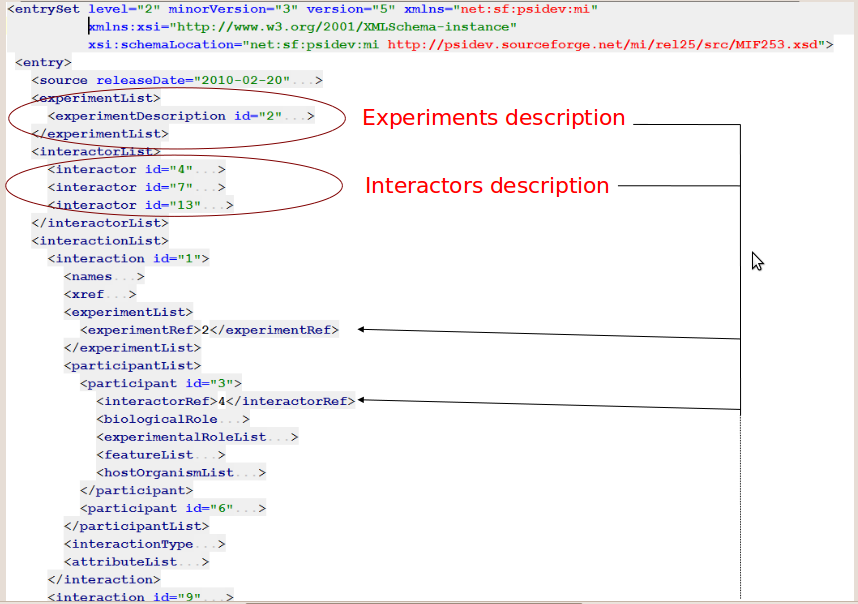 <entrySet level="2" minorVersion="3" version="5" xmlns="net:sf:psidev:mi"
xmlns:xsi="http://www.w3.org/2001/XMLSchema-instance"
xsi:schemaLocation="net:sf:psidev:mi http://psidev.sourceforge.net/mi/rel25/src/MIF253.xsd">
<entry>
<source releaseDate="2010-02-20"...>
<experimentList>
<experimentDescription id="2"...> Experiments description
</experimentList>
<interactorList>
<interactor id="4"...>
<interactor id="7"...> Interactors description
<interactor id="13"...>
</interactorList>
<interactionList>
<interaction id="1">
<names...>
<xref...>
<experimentList>
<experimentRef>2</experimentRef>
</experimentList>
<participantList>
<participant id="3">
<interactorRef>4</interactorRef>
<biologicalRole...>
<experimentalRoleList...>
<featureList...>
<hostOrganismList...>
</participant>
<participant id="6"...>
</participantList>
<interactionType...>
<attributeList...>
</interaction>
<interaction id="9"...>